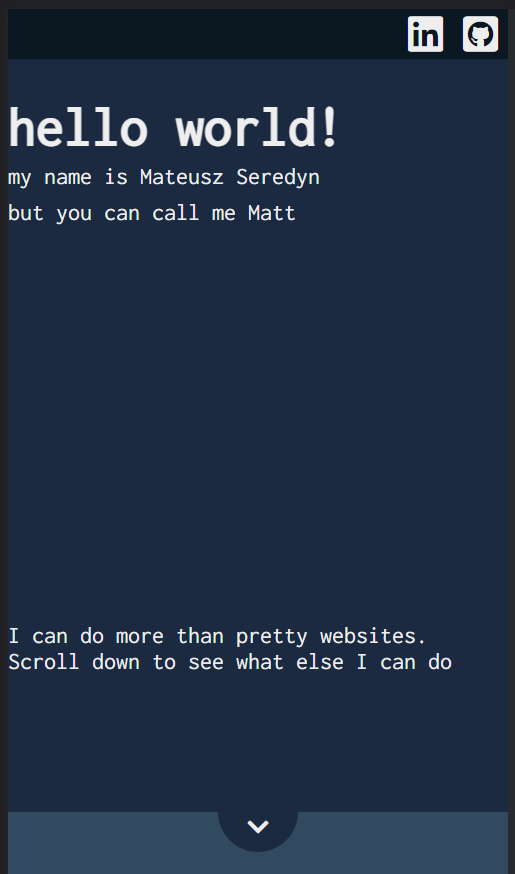 in
hello world!
my name is Mateusz Seredyn
but you can call me Matt
I can do more than pretty websites.
Scroll down to see what else I can do